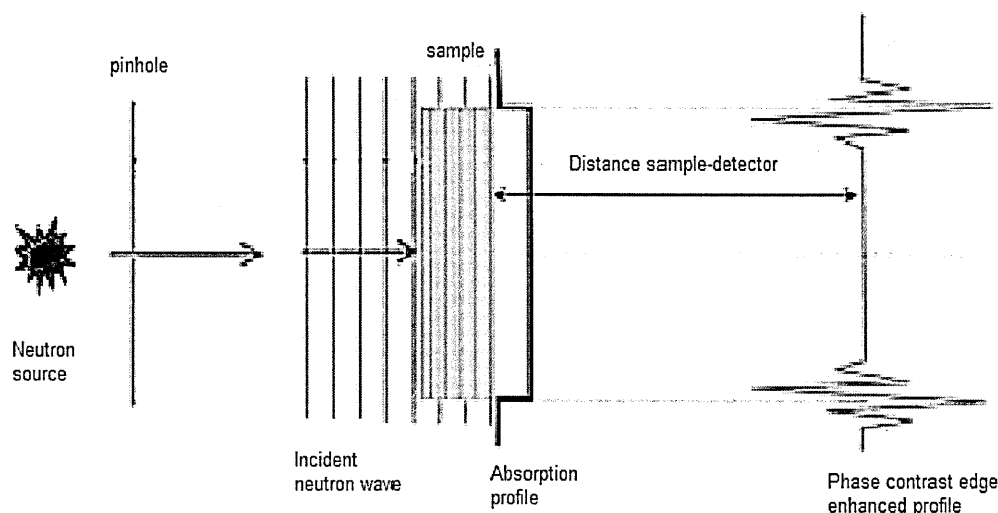 sample
pinhole
Distance sample-detector
Neutron
source
Incident
neutron wave
Absorption
profile
Phase contrast edge
enhanced profile